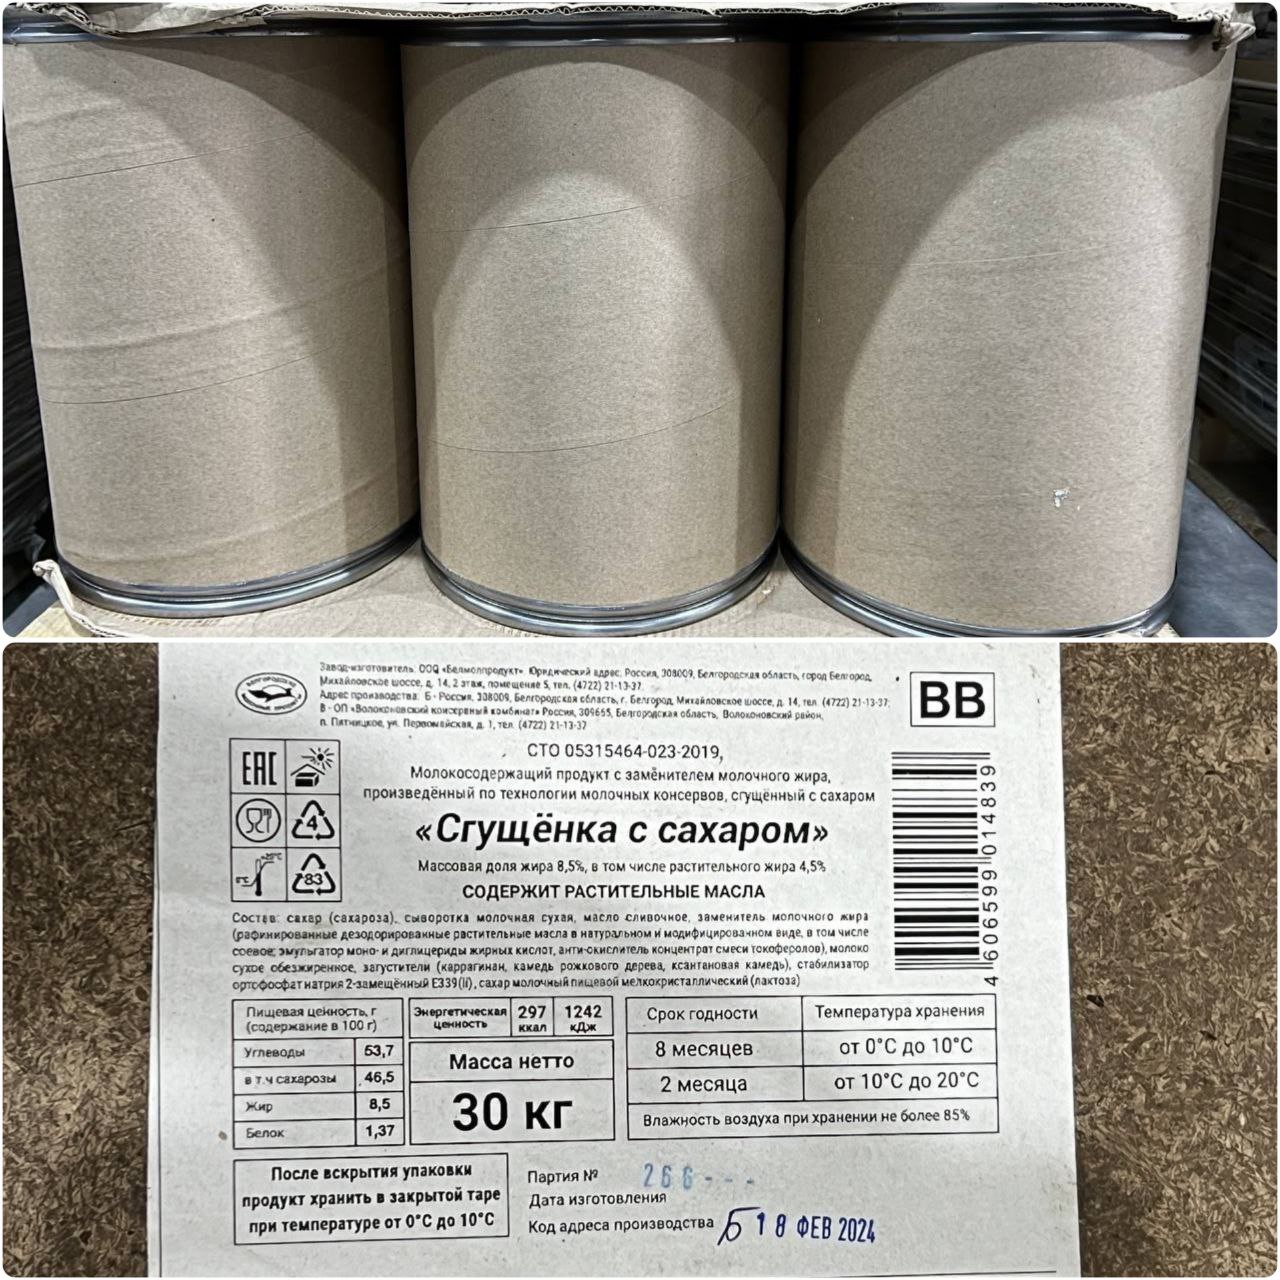 Завод-изготовитель: ООО «Белмолпродукт». Юридический адрес: Россия, 308009, Белгородская область, город Белгород,
Михайловское шоссе, д. 14, 2 этаж, помещение 5, тел. (4722) 21-13-37.
Адрес производства: Б - Россия, 308009, Белгородская область, г. Белгород, Михайловское шоссе, д. 14, тел. (4722) 21-13-37;
В - ОП «Волоконовский консервный комбинат» Россия, 309665, Белгородская область, Волоконовский район,
п. Пятницкое, ул. Первомайская, д. 1, тел. (4722) 21-13-37
БЕЛГОРОДСКИЕ
ВВ
EAC
4
83
СТО 05315464-023-2019,
Молокосодержащий продукт с заменителем молочного жира,
произведённый по технологии молочных консервов, сгущённый с сахаром
«Сгущёнка с сахаром»
Массовая доля жира 8,5%, в том числе растительного жира 4,5%
СОДЕРЖИТ РАСТИТЕЛЬНЫЕ МАСЛА
4 606599 014839
Состав: сахар (сахароза), сыворотка молочная сухая, масло сливочное, заменитель молочного жира
(рафинированные дезодорированные растительные масла в натуральном и модифицированном виде, в том числе
соевое; эмульгатор моно- и диглицериды жирных кислот, антиокислитель концентрат смеси токоферолов), молоко
сухое обезжиренное, загустители (каррагинан, камедь рожкового дерева, ксантановая камедь), стабилизатор
ортофосфат натрия 2-замещённый Е339(ii), сахар молочный пищевой мелкокристаллический (лактоза)
Пищевая ценность, г
(содержание в 100 г)
Углеводы 53,7
в т.ч сахарозы 46,5
Жир 8,5
Белок 1,37
Энергетическая ценность 297 ккал 1242 кДж
Масса нетто
30 кг
Срок годности Температура хранения
8 месяцев от 0°С до 10°С
2 месяца от 10°С до 20°С
Влажность воздуха при хранении не более 85%
После вскрытия упаковки
продукт хранить в закрытой таре
при температуре от 0°С до 10°С
Партия № 266---
Дата изготовления
Код адреса производства Б 18 ФЕВ 2024